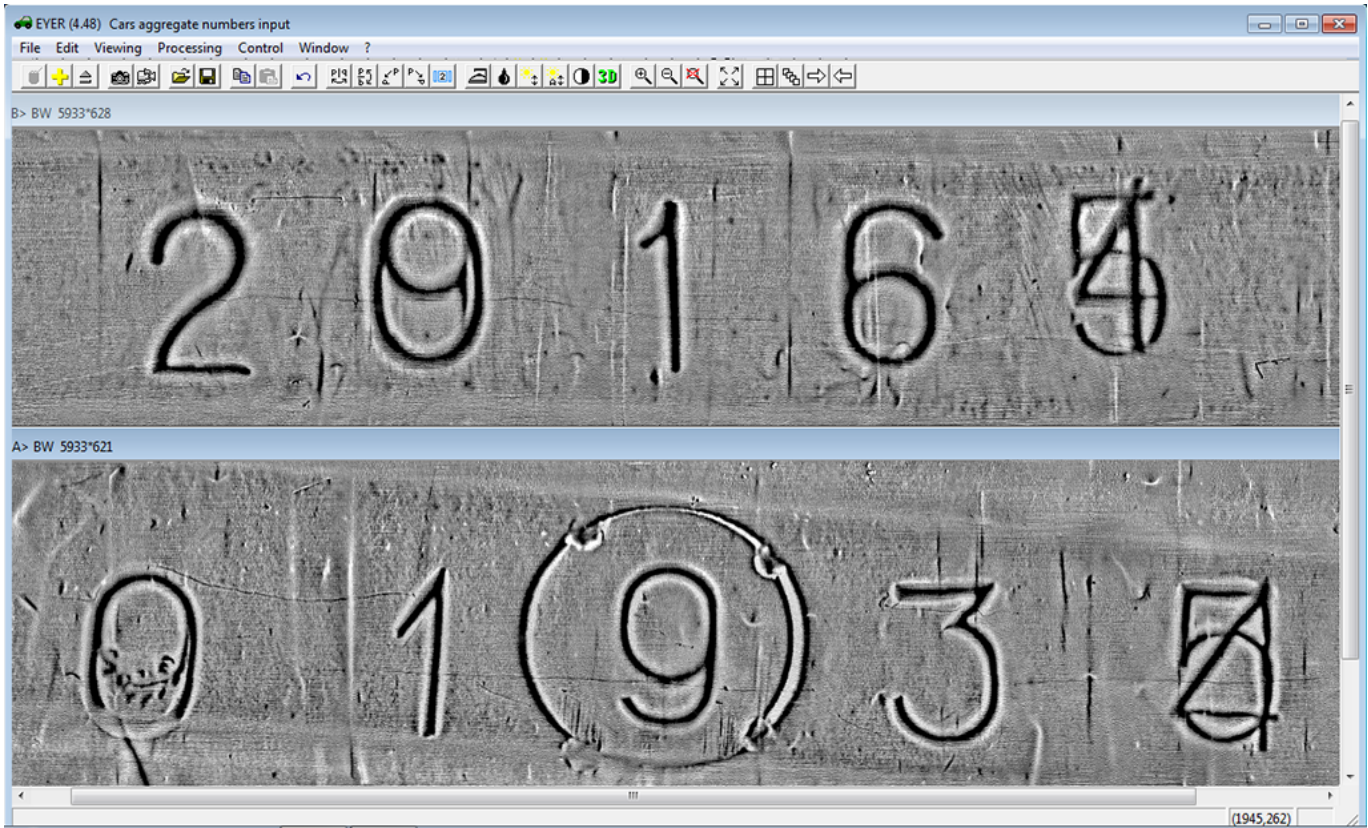 EYER (4.48) Cars aggregate numbers input
File Edit Viewing Processing Control Window ?
3D
B> BW 5933*628
2 1 6
A> BW 5933*621
0 1 9 3
(1945,262)